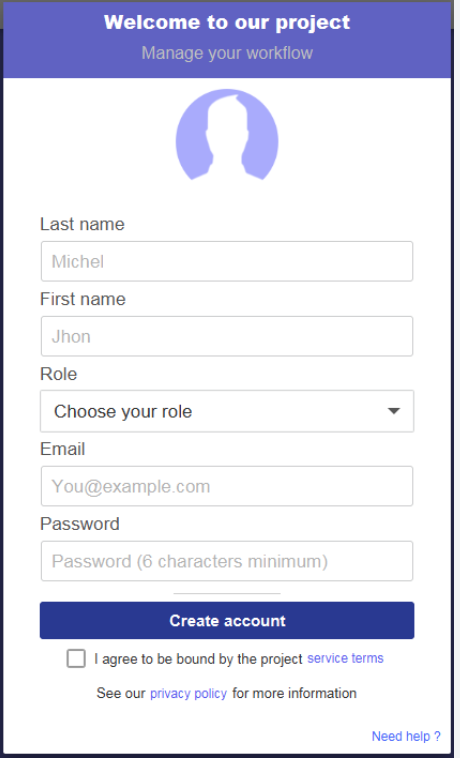 Welcome to our project
Manage your workflow
Last name
Michel
First name
Jhon
Role
Choose your role
Email
You@example.com
Password
Password (6 characters minimum)
Create account
I agree to be bound by the project service terms
See our privacy policy for more information
Need help ?